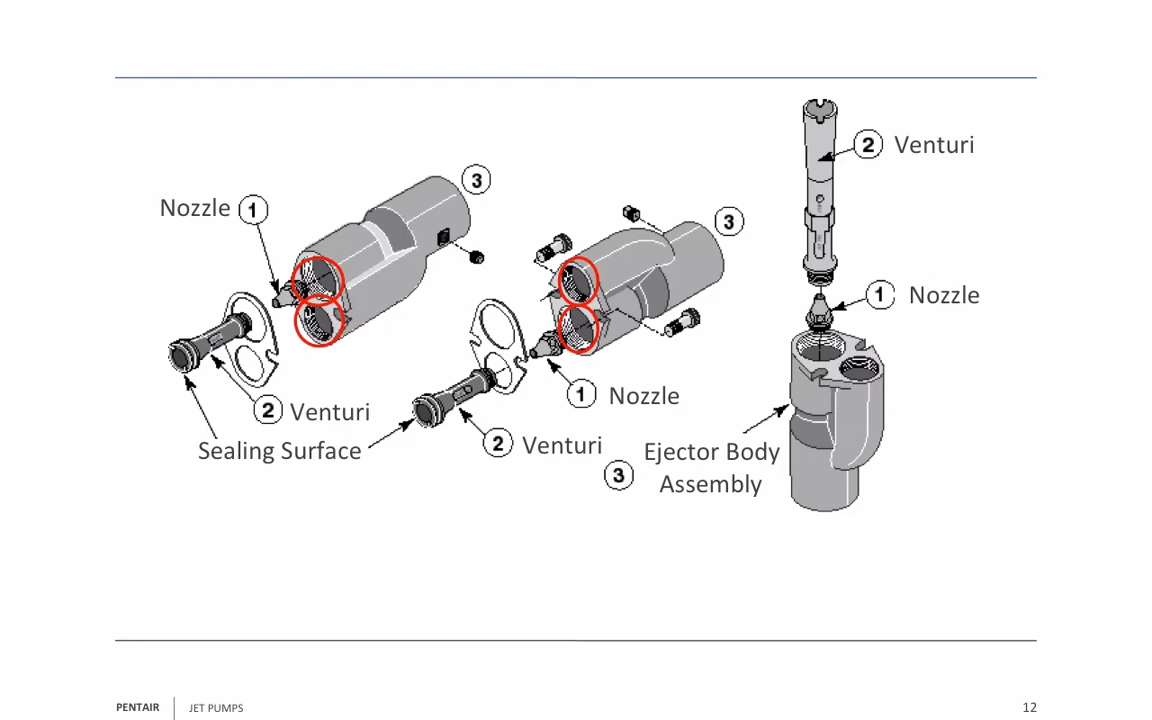 2 Venturi
3
Nozzle 1
3
1 Nozzle
1 Nozzle
2 Venturi
2 Venturi
Sealing Surface
3 Ejector Body
Assembly
PENTAIR
JET PUMPS
12